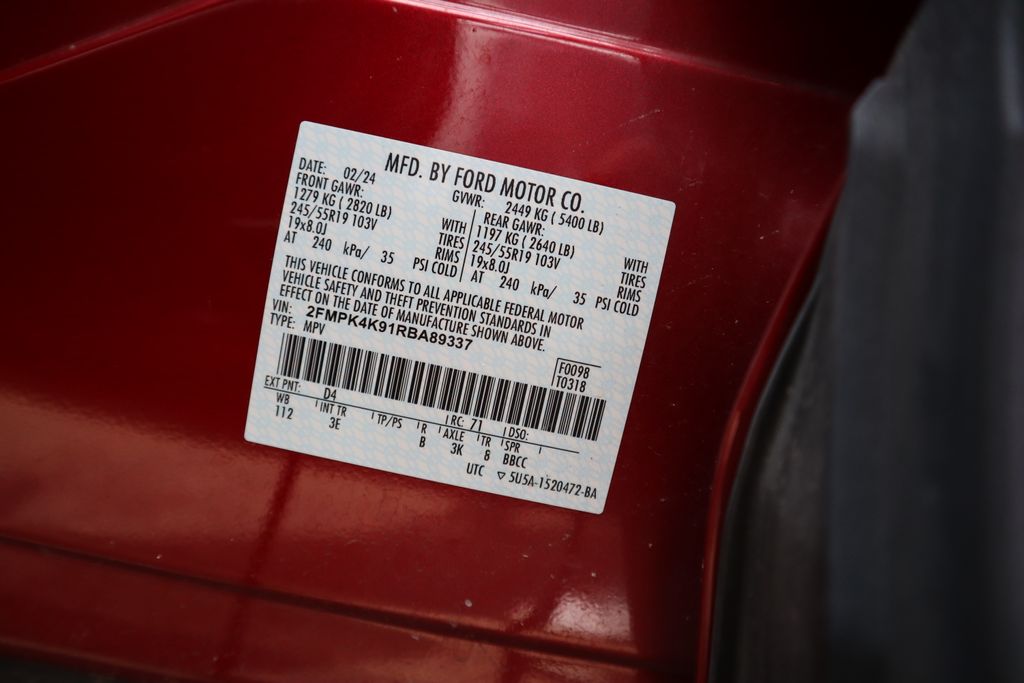 MFD. BY FORD MOTOR CO.
DATE: 02/24 GVWR: 2449 KG ( 5400 LB)
FRONT GAWR: REAR GAWR:
1279 KG ( 2820 LB) WITH 1197 KG ( 2640 LB) WITH
245/55R19 103V TIRES 245/55R19 103V TIRES
19x8.0J RIMS 19x8.0J RIMS
AT 240 kPa/ 35 PSI COLD AT 240 kPa/ 35 PSI COLD
THIS VEHICLE CONFORMS TO ALL APPLICABLE FEDERAL MOTOR
VEHICLE SAFETY AND THEFT PREVENTION STANDARDS IN
EFFECT ON THE DATE OF MANUFACTURE SHOWN ABOVE.
VIN: 2FMPK4K91RBA89337
TYPE: MPV
F0098
T0318
EXT PNT: D4 RC: 71 DSO:
WB INT TR TP/PS R AXLE TR SPR
112 3E B 3K 8 BBCC
UTC ▽ 5U5A-1520472-BA